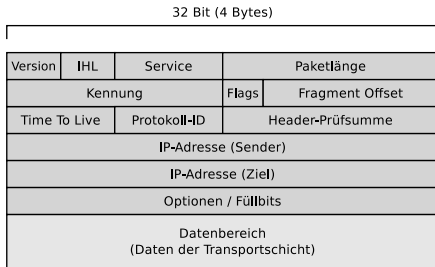 32 Bit (4 Bytes)
Version IHL Service Paketlänge
Kennung Flags Fragment Offset
Time To Live Protokoll-ID Header-Prüfsumme
IP-Adresse (Sender)
IP-Adresse (Ziel)
Optionen / Füllbits
Datenbereich
(Daten der Transportschicht)